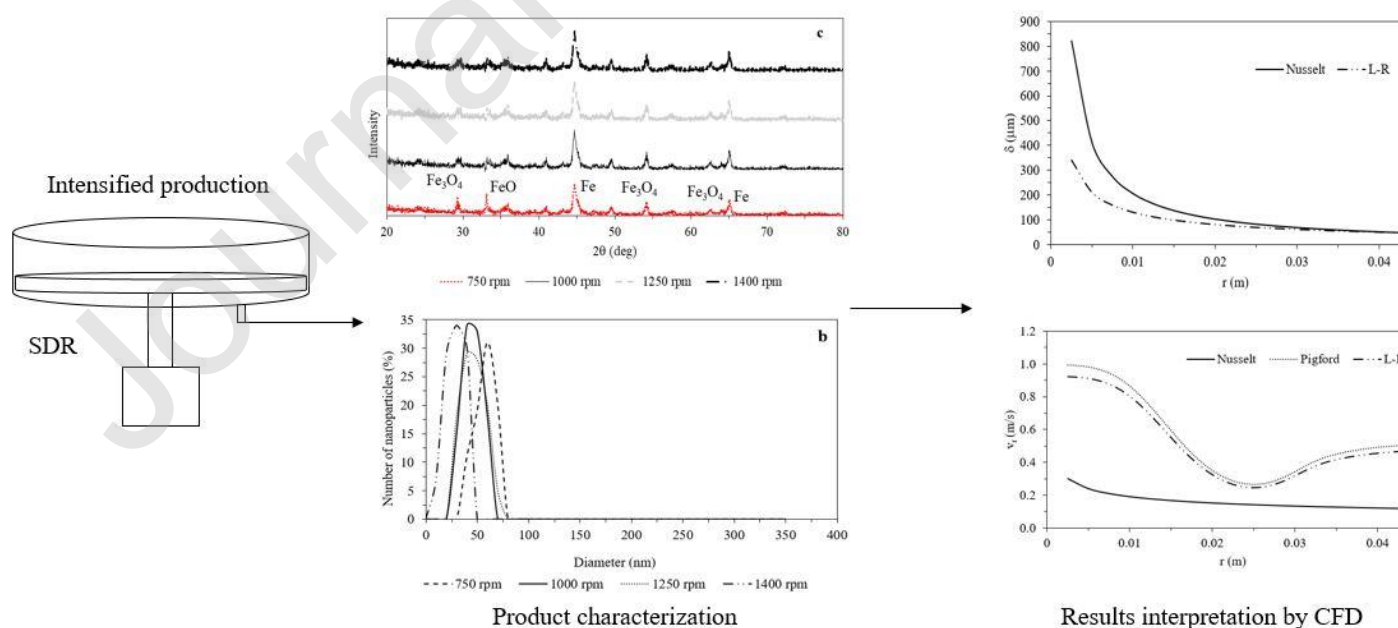 Journal
Intensified production
SDR
c
Intensity
Fe₃O₄
FeO
Fe
Fe₃O₄
Fe₃O₄
Fe
20 30 40 50 60 70 80
2θ (deg)
750 rpm 1000 rpm 1250 rpm 1400 rpm
b
Number of nanoparticles (%)
35
30
25
20
15
10
5
0
0 50 100 150 200 250 300 350 400
Diameter (nm)
750 rpm 1000 rpm 1250 rpm 1400 rpm
Product characterization
δ (μm)
900
800
700
600
500
400
300
200
100
0
Nusselt L-R
0 0.01 0.02 0.03 0.04
r (m)
vᵣ (m/s)
1.2
1.0
0.8
0.6
0.4
0.2
0.0
Nusselt Pigford
0 0.01 0.02 0.03 0.04
r (m)
Results interpretation by CFD